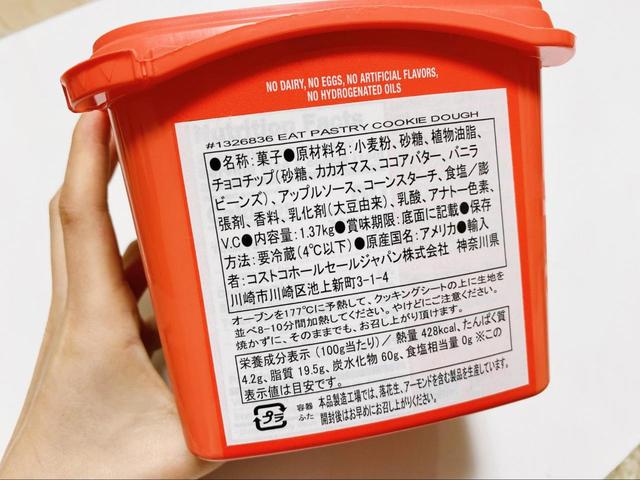 NO DAIRY, NO EGGS, NO ARTIFICIAL FLAVORS,
NO HYDROGENATED OILS
#1326836 EAT PASTRY COOKIE DOUGH
●名称:菓子●原材料名:小麦粉、砂糖、植物油脂、
チョコチップ(砂糖、カカオマス、ココアバター、バニラ
ビーンズ)、アップルソース、コーンスターチ、食塩/膨
張剤、香料、乳化剤(大豆由来)、乳酸、アナトー色素、
V.C●内容量:1.37kg●賞味期限:底面に記載●保存
方法:要冷蔵(4℃以下)●原産国名:アメリカ●輸入
者:コストコホールセールジャパン株式会社 神奈川県
川崎市川崎区池上新町3-1-4
オーブンを177℃に予熱して、クッキングシートの上に生地を
並べ8-10分間加熱してください。やけどにご注意ください。
焼かずに、そのままでも、お召し上がり頂けます。
栄養成分表示(100g当たり)/ 熱量 428kcal、たんぱく質
4.2g、脂質 19.5g、炭水化物 60g、食塩相当量 0g ※この
表示値は目安です。
プラ 容器 ふた 本品製造工場では、落花生、アーモンドを含む製品を生産しています。
開封後はお早めにお召し上がりください。